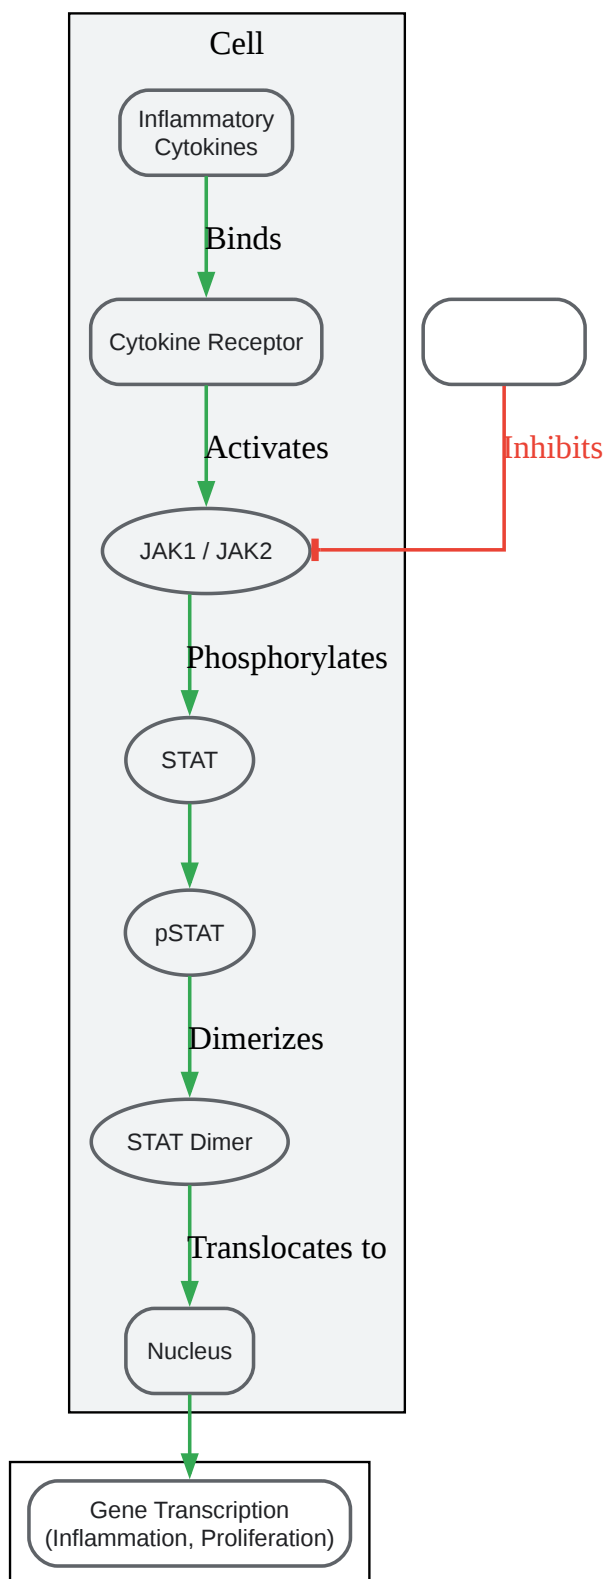 Cell
Inflammatory
Cytokines
Binds
Cytokine Receptor
Activates
Inhibits
JAK1 / JAK2
Phosphorylates
STAT
pSTAT
Dimerizes
STAT Dimer
Translocates to
Nucleus
Gene Transcription
(Inflammation, Proliferation)